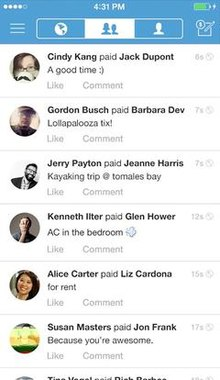 4:31 PM
5
Cindy Kang paid Jack Dupont 6s
A good time :)
Like Comment
Gordon Busch paid Barbara Dev 7s
Lollapalooza tix!
Like Comment
Jerry Payton paid Jeanne Harris 7s
Kayaking trip @ tomales bay
Like Comment
Kenneth Ilter paid Glen Hower 12s
AC in the bedroom 💨
Like Comment
Alice Carter paid Liz Cardona 15s
for rent
Like Comment
Susan Masters paid Jon Frank 17s
Because you're awesome.
Like Comment